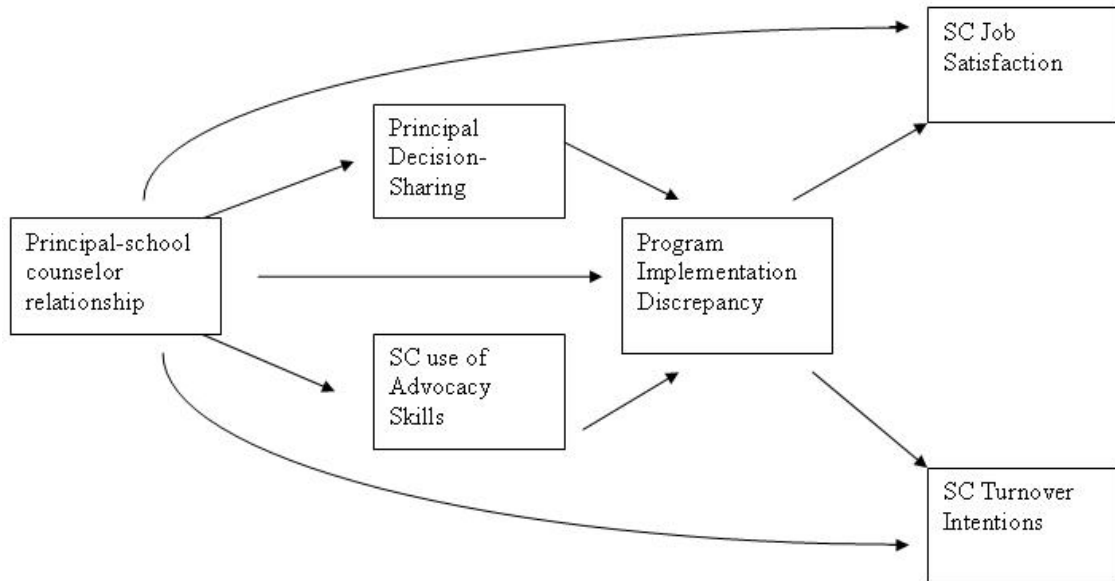 SC Job
Satisfaction
Principal
Decision-
Sharing
Principal-school
counselor
relationship
Program
Implementation
Discrepancy
SC use of
Advocacy
Skills
SC Turnover
Intentions